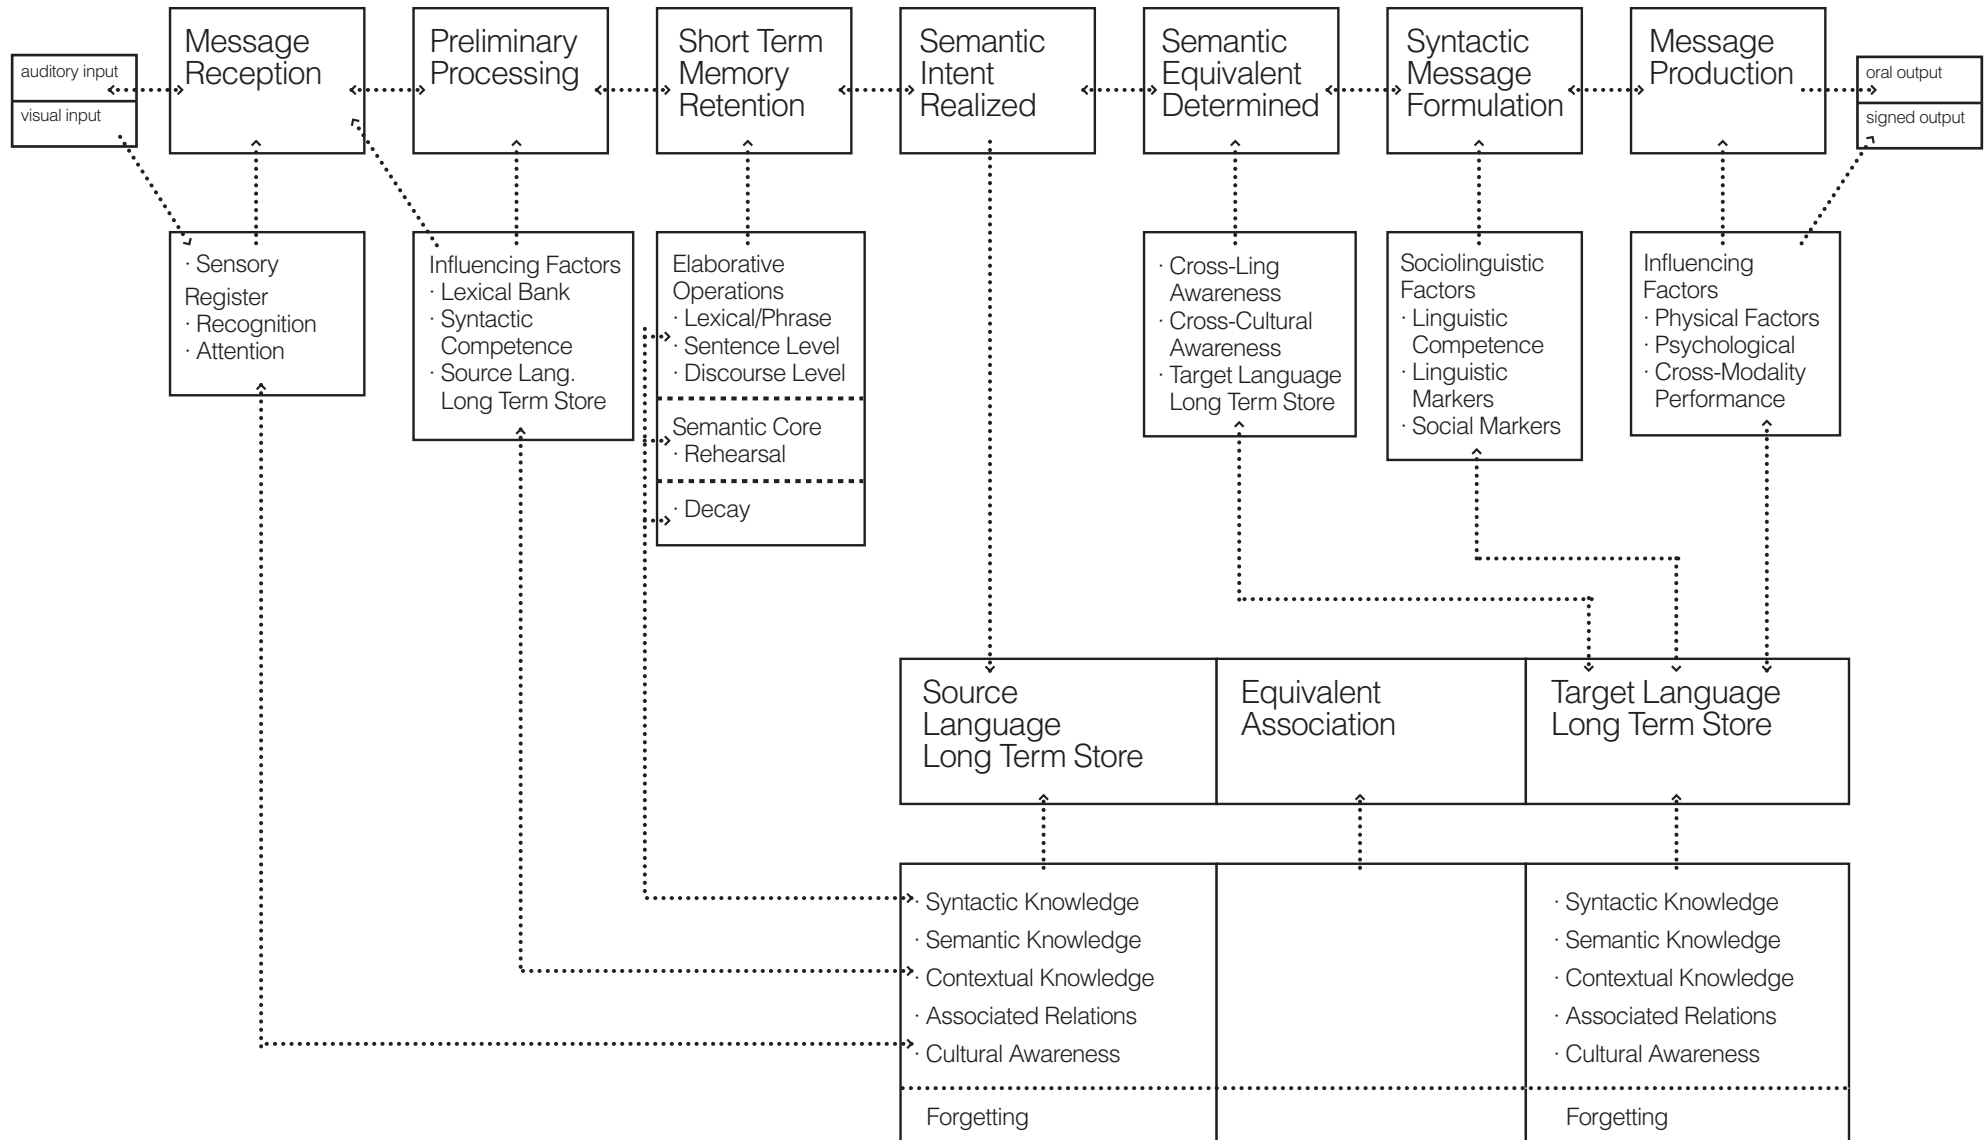 auditory input
visual input
Message
Reception
Preliminary
Processing
Short Term
Memory
Retention
Semantic
Intent
Realized
Semantic
Equivalent
Determined
Syntactic
Message
Formulation
Message
Production
oral output
signed output
· Sensory
Register
· Recognition
· Attention
Influencing Factors
· Lexical Bank
· Syntactic
Competence
· Source Lang.
Long Term Store
Elaborative
Operations
· Lexical/Phrase
· Sentence Level
· Discourse Level
Semantic Core
· Rehearsal
· Decay
· Cross-Ling
Awareness
· Cross-Cultural
Awareness
· Target Language
Long Term Store
Sociolinguistic
Factors
· Linguistic
Competence
· Linguistic
Markers
· Social Markers
Influencing
Factors
· Physical Factors
· Psychological
· Cross-Modality
Performance
Source
Language
Long Term Store
Equivalent
Association
Target Language
Long Term Store
· Syntactic Knowledge
· Semantic Knowledge
· Contextual Knowledge
· Associated Relations
· Cultural Awareness
Forgetting
· Syntactic Knowledge
· Semantic Knowledge
· Contextual Knowledge
· Associated Relations
· Cultural Awareness
Forgetting